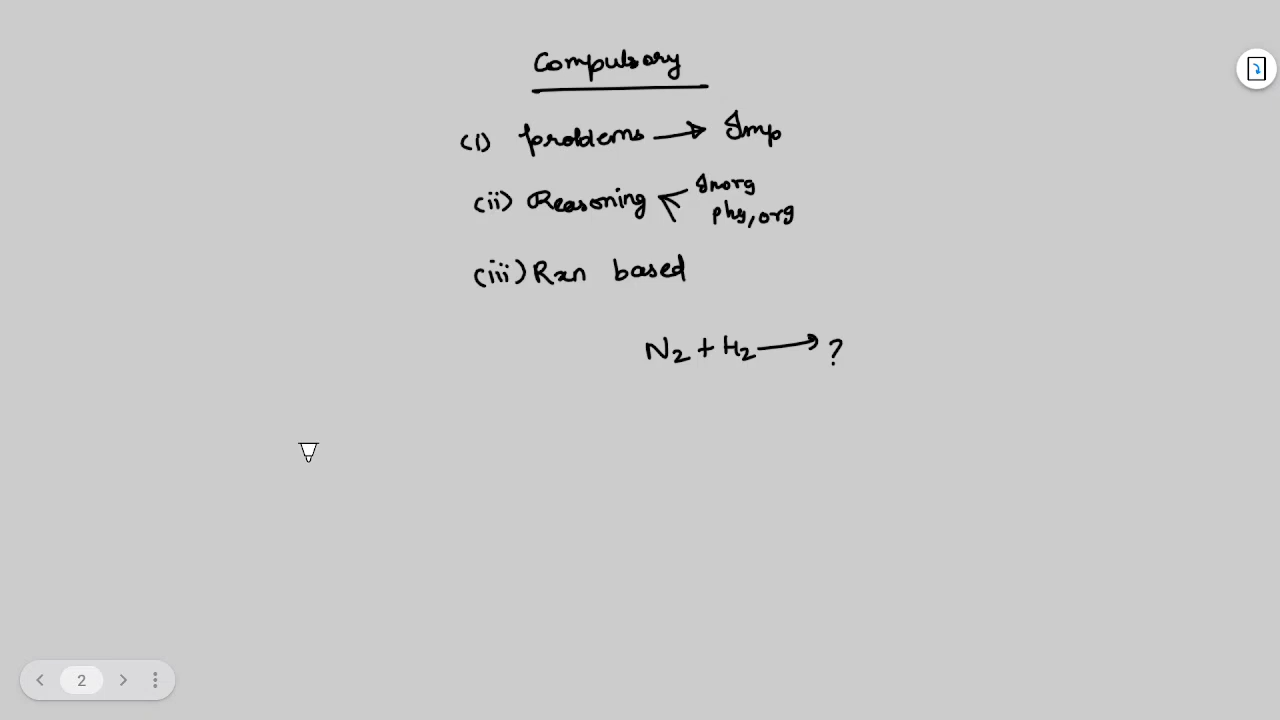 Compulsory
(i) problems → Imp
(ii) Reasoning < Inorg
phy, org
(iii) Rxn based
N₂ + H₂ → ?
2